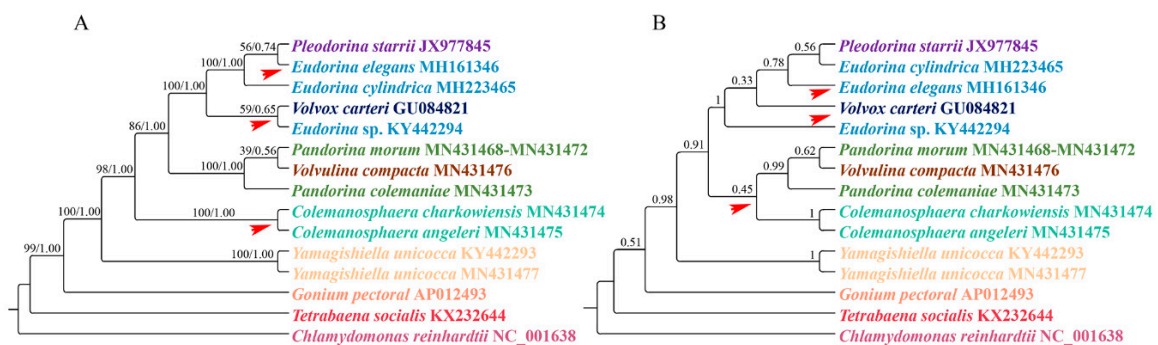 A
56/0.74
Pleodorina starrii JX977845
100/1.00
Eudorina elegans MH161346
100/1.00
Eudorina cylindrica MH223465
59/0.65
Volvox carteri GU084821
86/1.00
Eudorina sp. KY442294
39/0.56
Pandorina morum MN431468-MN431472
98/1.00
100/1.00
Volvulina compacta MN431476
Pandorina colemaniae MN431473
100/1.00
100/1.00
Colemanosphaera charkowiensis MN431474
Colemanosphaera angeleri MN431475
99/1.00
100/1.00
Yamagishiella unicocca KY442293
Yamagishiella unicocca MN431477
Gonium pectoral AP012493
Tetrabaena socialis KX232644
Chlamydomonas reinhardtii NC_001638
B
0.56
Pleodorina starrii JX977845
0.78
Eudorina cylindrica MH223465
0.33
Eudorina elegans MH161346
1
Volvox carteri GU084821
Eudorina sp. KY442294
0.91
0.62
Pandorina morum MN431468-MN431472
0.99
Volvulina compacta MN431476
0.45
Pandorina colemaniae MN431473
0.98
1
Colemanosphaera charkowiensis MN431474
Colemanosphaera angeleri MN431475
0.51
1
Yamagishiella unicocca KY442293
Yamagishiella unicocca MN431477
Gonium pectoral AP012493
Tetrabaena socialis KX232644
Chlamydomonas reinhardtii NC_001638